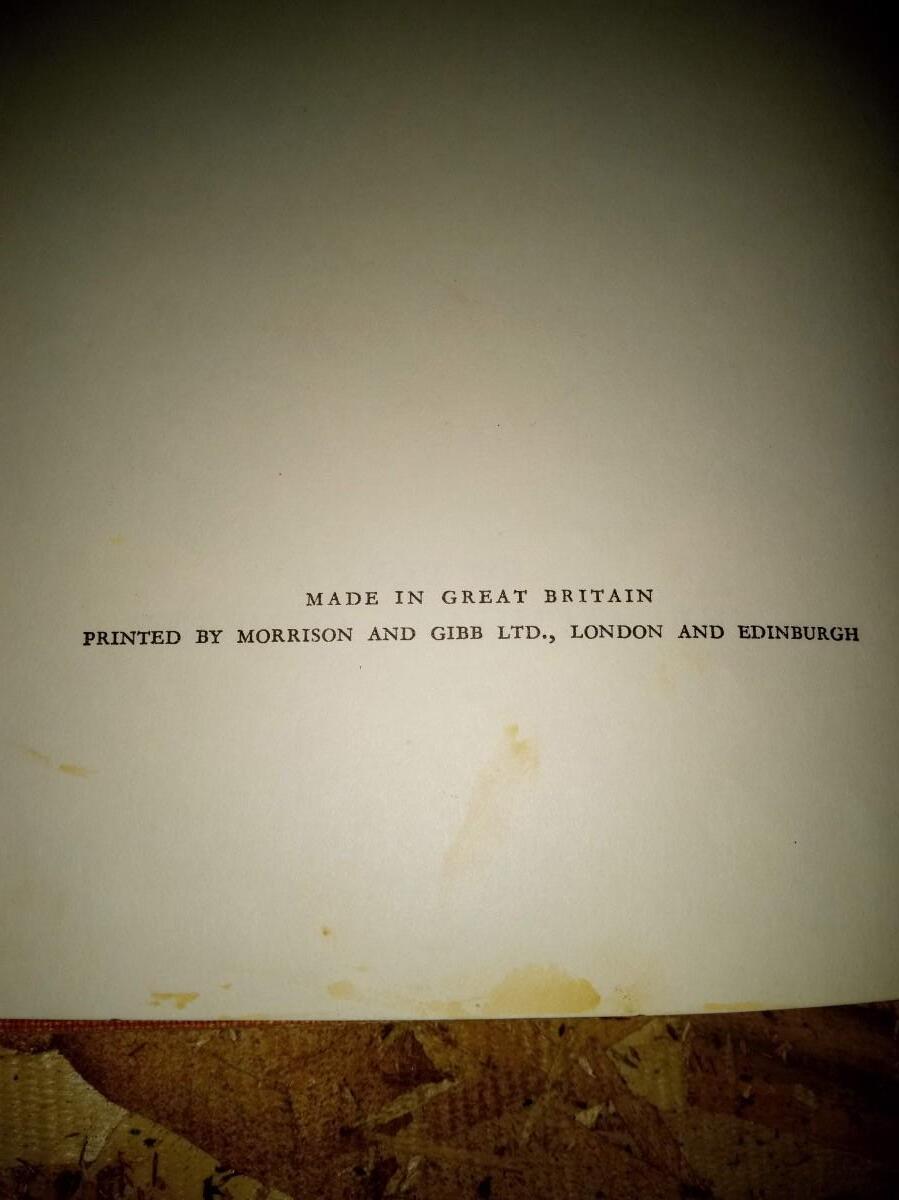 MADE IN GREAT BRITAIN
PRINTED BY MORRISON AND GIBB LTD., LONDON AND EDINBURGH